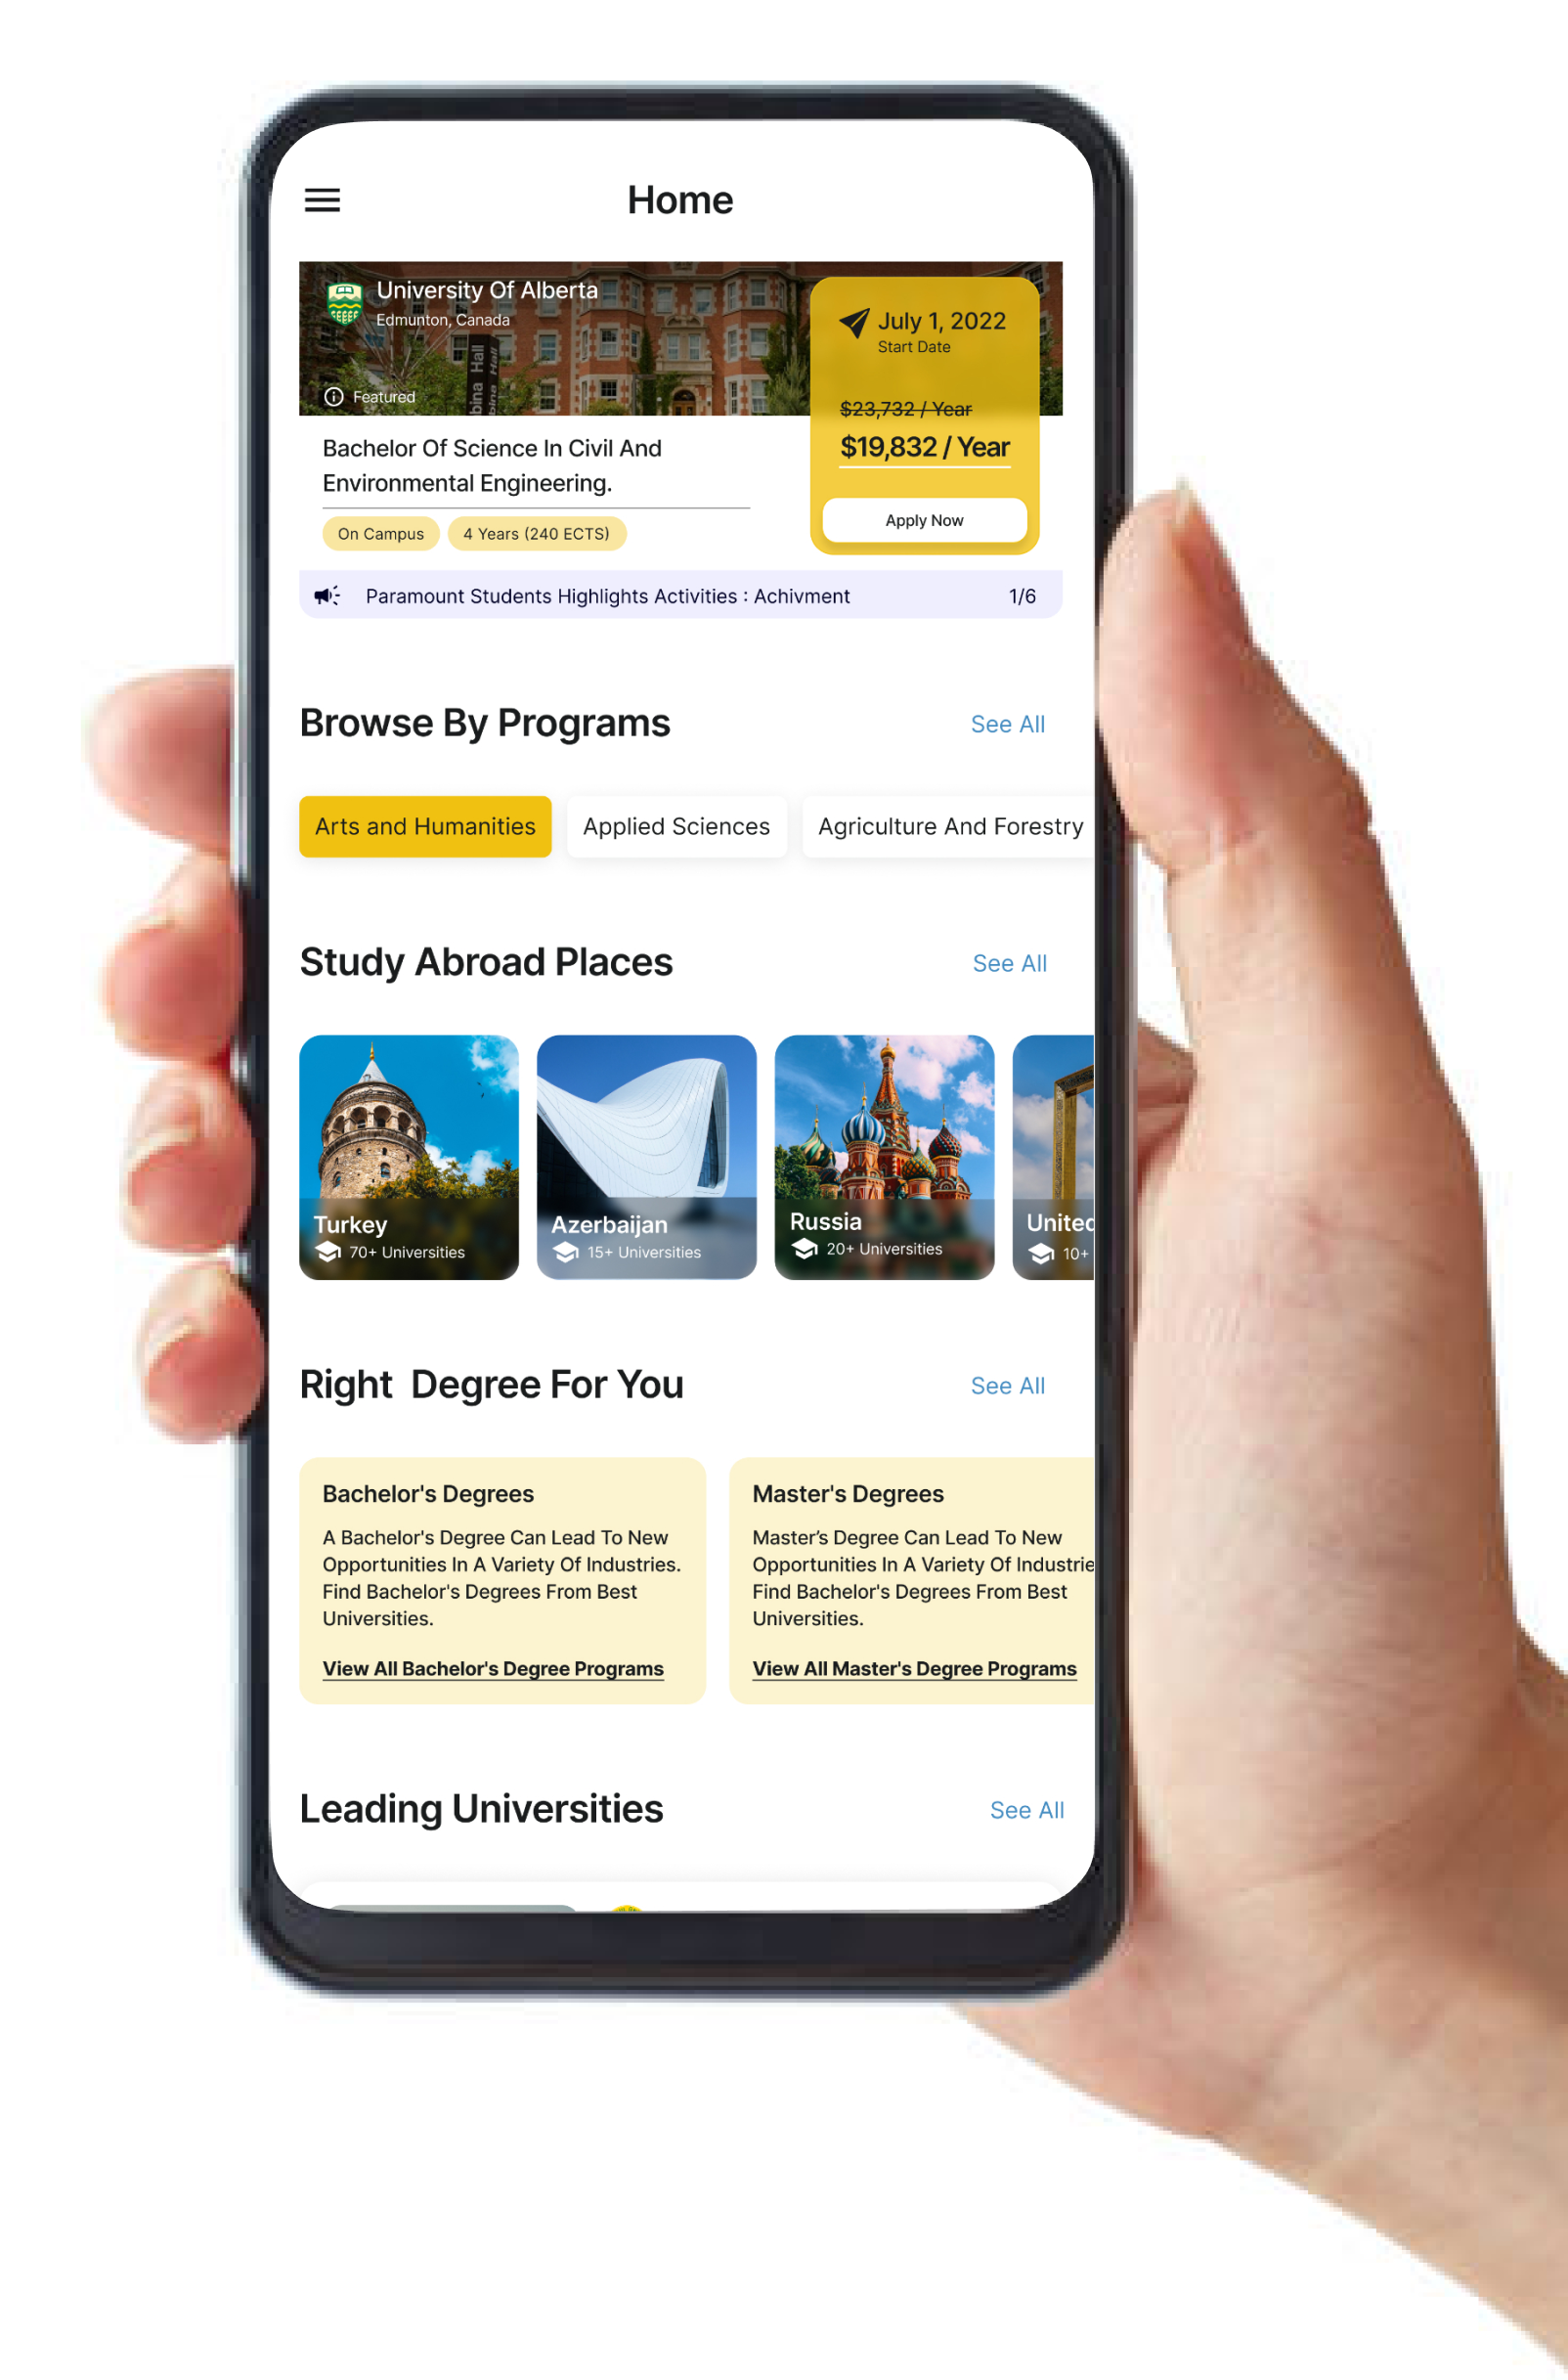 Home
University Of Alberta
Edmunton, Canada
Featured
bina Hall
bina Hall
July 1, 2022
Start Date
$23,732 / Year
$19,832 / Year
Apply Now
Bachelor Of Science In Civil And
Environmental Engineering.
On Campus
4 Years (240 ECTS)
Paramount Students Highlights Activities : Achivment
1/6
Browse By Programs
See All
Arts and Humanities
Applied Sciences
Agriculture And Forestry
Study Abroad Places
See All
Turkey
70+ Universities
Azerbaijan
15+ Universities
Russia
20+ Universities
United
10+
Right Degree For You
See All
Bachelor's Degrees
A Bachelor's Degree Can Lead To New
Opportunities In A Variety Of Industries.
Find Bachelor's Degrees From Best
Universities.
View All Bachelor's Degree Programs
Master's Degrees
Master’s Degree Can Lead To New
Opportunities In A Variety Of Industrie
Find Bachelor's Degrees From Best
Universities.
View All Master's Degree Programs
Leading Universities
See All